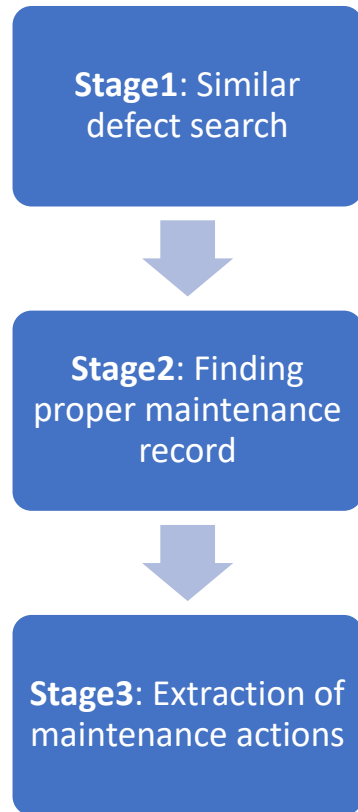 Stage1: Similar
defect search
Stage2: Finding
proper maintenance
record
Stage3: Extraction of
maintenance actions